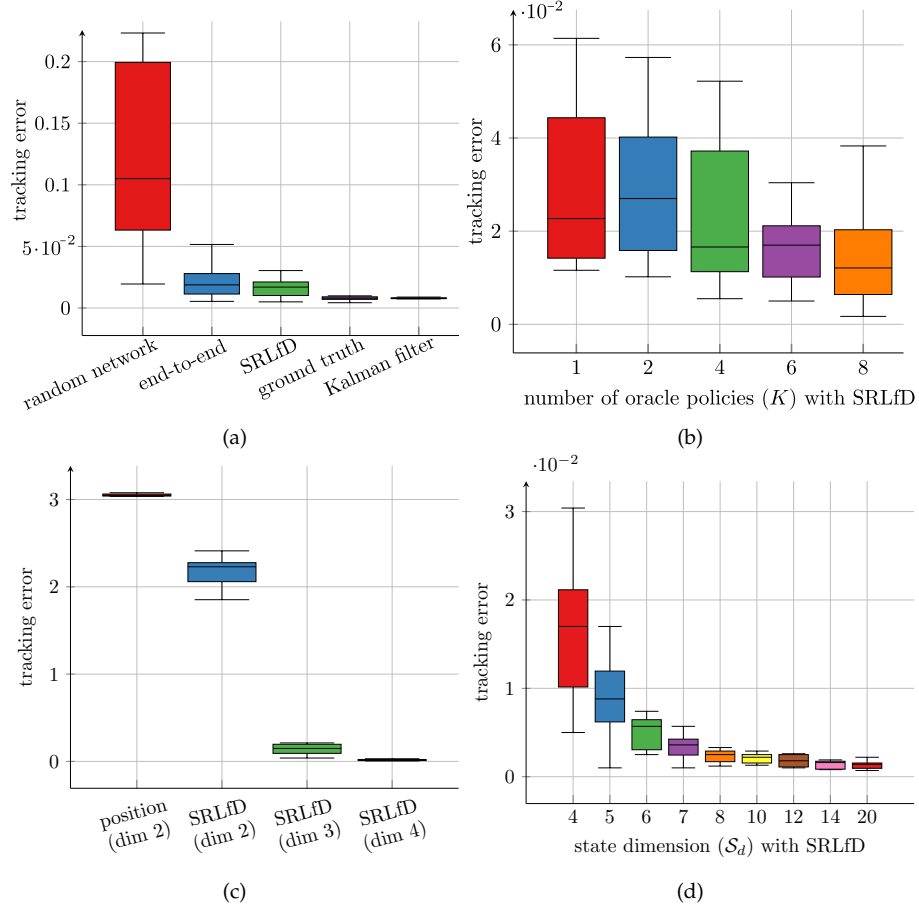 0.2
0.15
0.1
5·10⁻²
0
tracking error
random network
end-to-end
SRLfD
ground truth
Kalman filter
(a)
·10⁻²
6
4
2
0
tracking error
1 2 4 6 8
number of oracle policies (K) with SRLfD
(b)
3
2
1
0
tracking error
position
(dim 2)
SRLfD
(dim 2)
SRLfD
(dim 3)
SRLfD
(dim 4)
(c)
·10⁻²
3
2
1
0
tracking error
4 5 6 7 8 10 12 14 20
state dimension (𝒮_d) with SRLfD
(d)